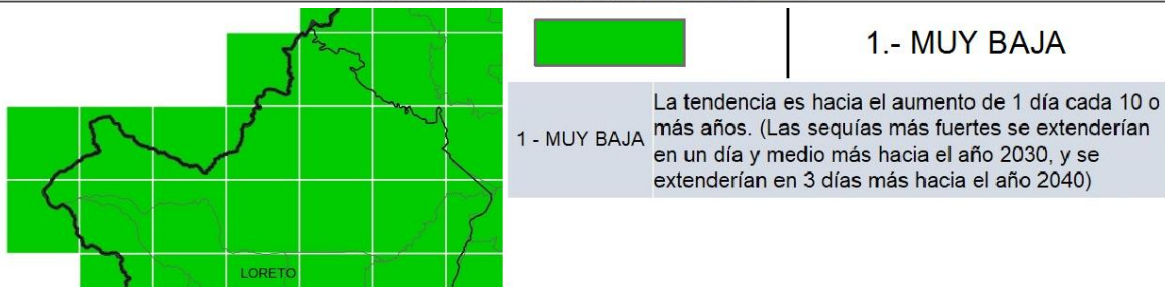 1.- MUY BAJA
1 - MUY BAJA
La tendencia es hacia el aumento de 1 día cada 10 o
más años. (Las sequías más fuertes se extenderían
en un día y medio más hacia el año 2030, y se
extenderían en 3 días más hacia el año 2040)
LORETO